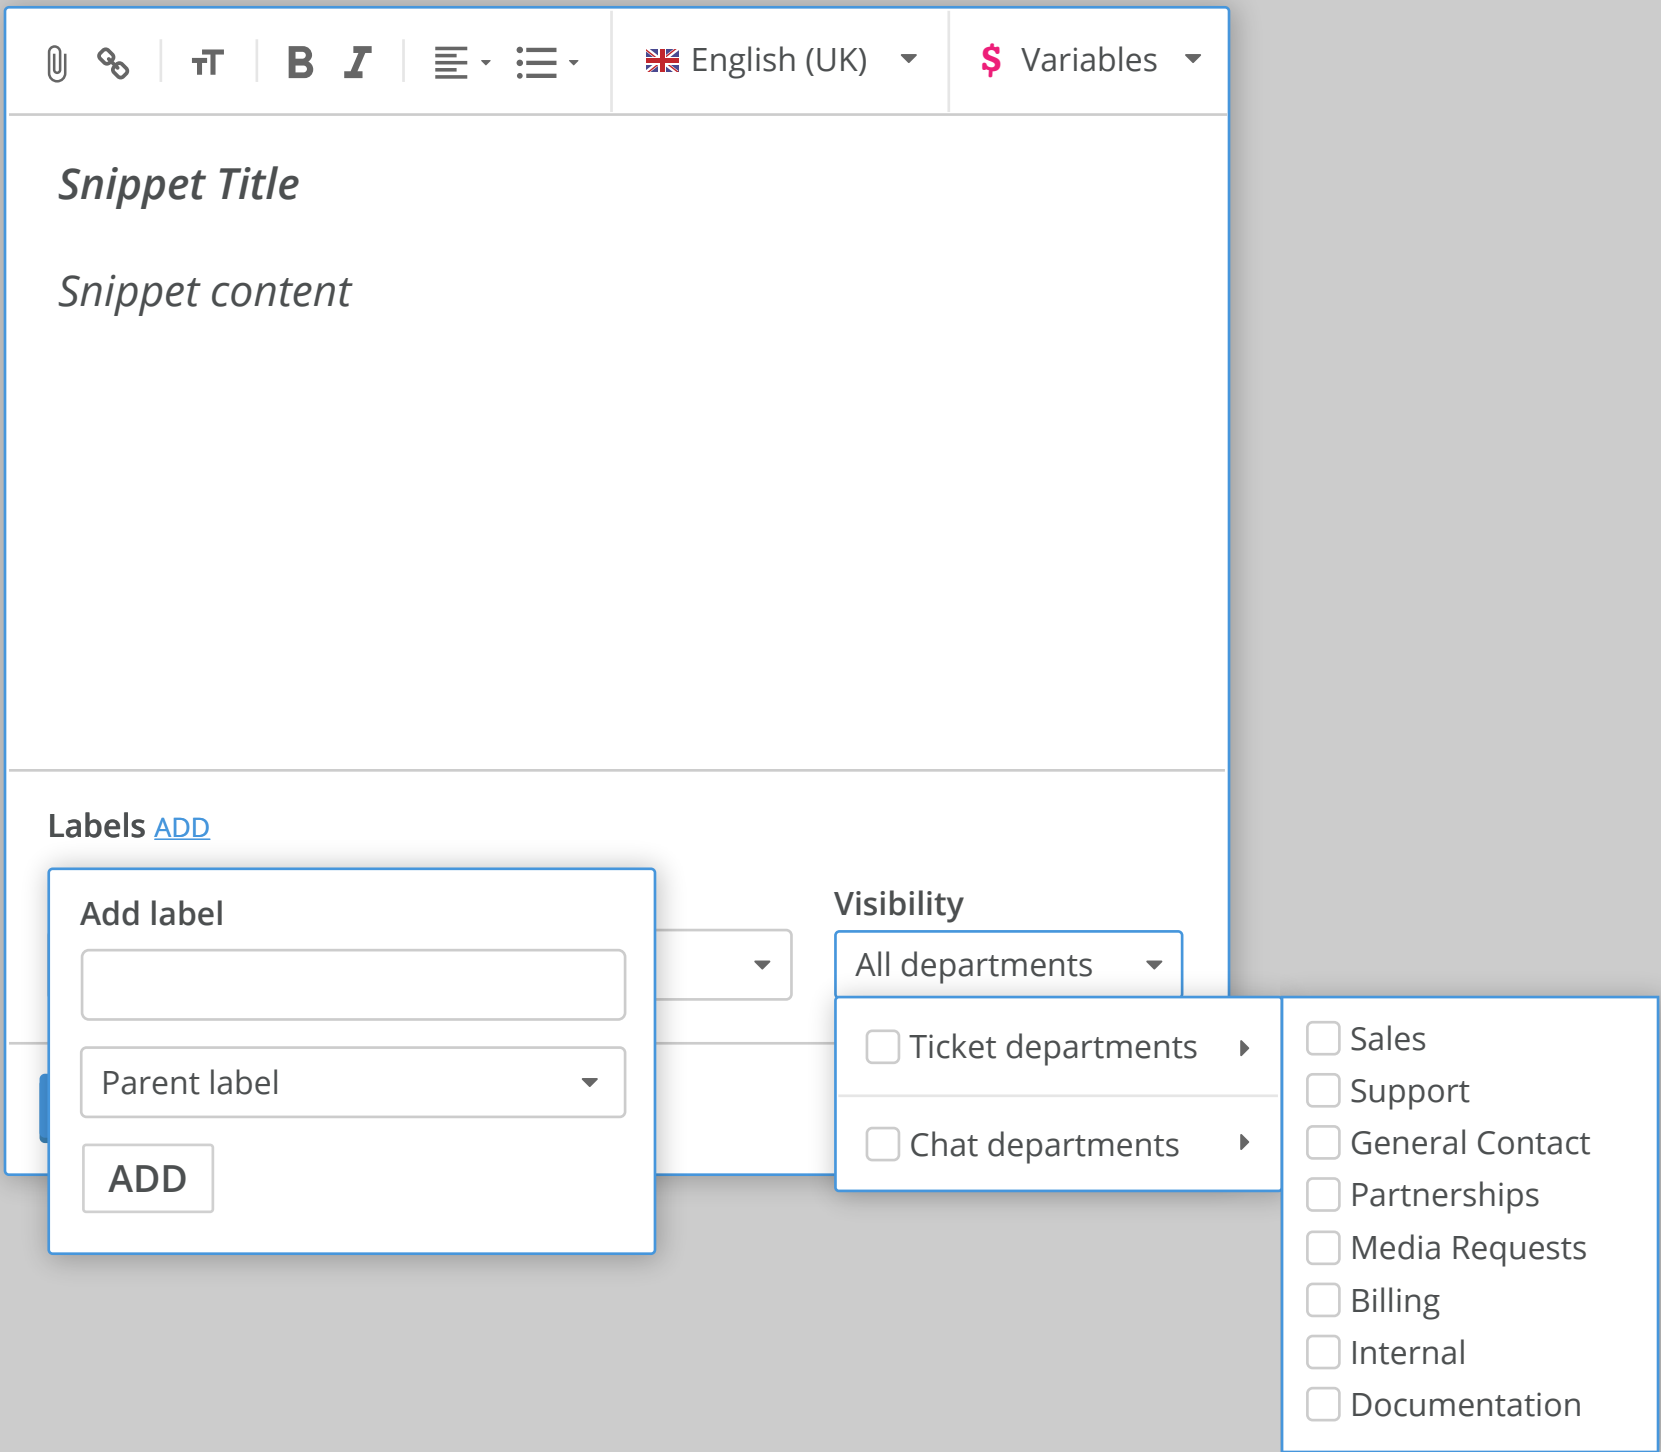 English (UK)
$ Variables
Snippet Title
Snippet content
Labels ADD
Add label
Parent label
ADD
Visibility
All departments
Ticket departments
Chat departments
Sales
Support
General Contact
Partnerships
Media Requests
Billing
Internal
Documentation